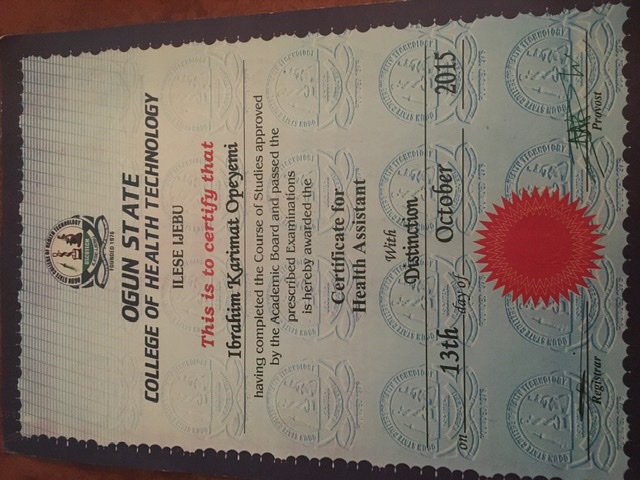 FOUNDED 1976
OGUN STATE
COLLEGE OF HEALTH TECHNOLOGY
ILESE IJEBU
This is to certify that
Ibrahim Karimat Opeyemi
having completed the Course of Studies approved
by the Academic Board and passed the
prescribed Examinations
is hereby awarded the
Certificate for
Health Assistant
With
Distinction
on 13th day of October 2015
Registrar Provost